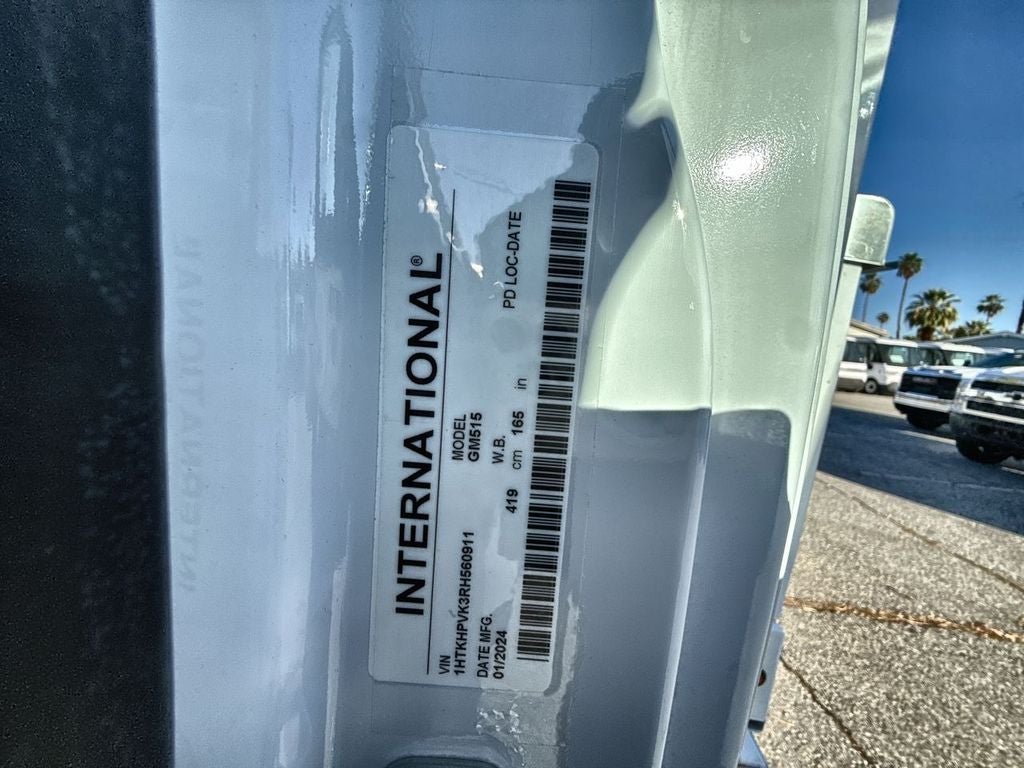 INTERNATIONAL®
VIN
1HTKHPVK3RH560911
MODEL
GM515
DATE MFG.
01/2024
W.B.
419 cm 165 in
PD LOC-DATE